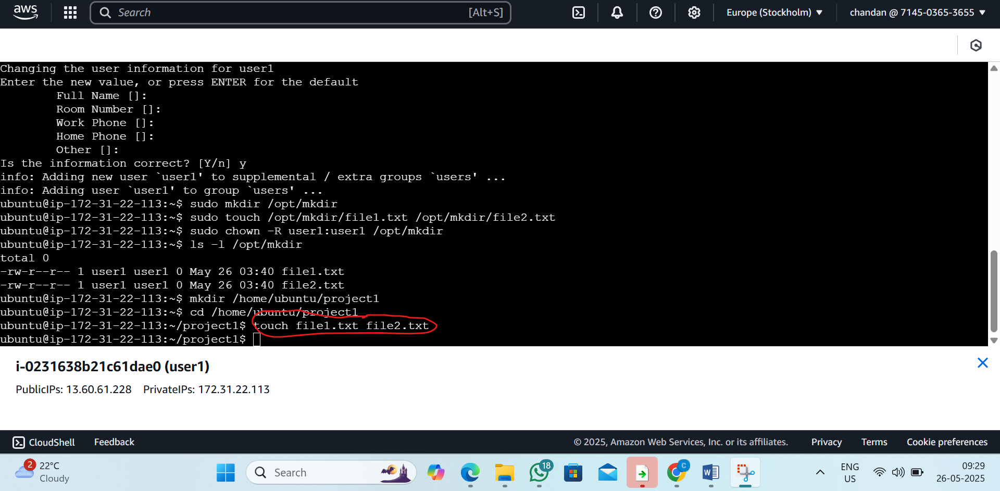 aws
Search [Alt+S]
Europe (Stockholm)
chandan @ 7145-0365-3655
Changing the user information for user1
Enter the new value, or press ENTER for the default
Full Name []:
Room Number []:
Work Phone []:
Home Phone []:
Other []:
Is the information correct? [Y/n] y
info: Adding new user `user1' to supplemental / extra groups `users' ...
info: Adding user `user1' to group `users' ...
ubuntu@ip-172-31-22-113:~$ sudo mkdir /opt/mkdir
ubuntu@ip-172-31-22-113:~$ sudo touch /opt/mkdir/file1.txt /opt/mkdir/file2.txt
ubuntu@ip-172-31-22-113:~$ sudo chown -R user1:user1 /opt/mkdir
ubuntu@ip-172-31-22-113:~$ ls -l /opt/mkdir
total 0
-rw-r--r-- 1 user1 user1 0 May 26 03:40 file1.txt
-rw-r--r-- 1 user1 user1 0 May 26 03:40 file2.txt
ubuntu@ip-172-31-22-113:~$ mkdir /home/ubuntu/project1
ubuntu@ip-172-31-22-113:~$ cd /home/ubuntu/project1
ubuntu@ip-172-31-22-113:~/project1$ touch file1.txt file2.txt
ubuntu@ip-172-31-22-113:~/project1$
i-0231638b21c61dae0 (user1)
PublicIPs: 13.60.61.228 PrivateIPs: 172.31.22.113
CloudShell Feedback
© 2025, Amazon Web Services, Inc. or its affiliates. Privacy Terms Cookie preferences
2
22°C
Cloudy
Search
18
C
W
ENG
US
09:29
26-05-2025